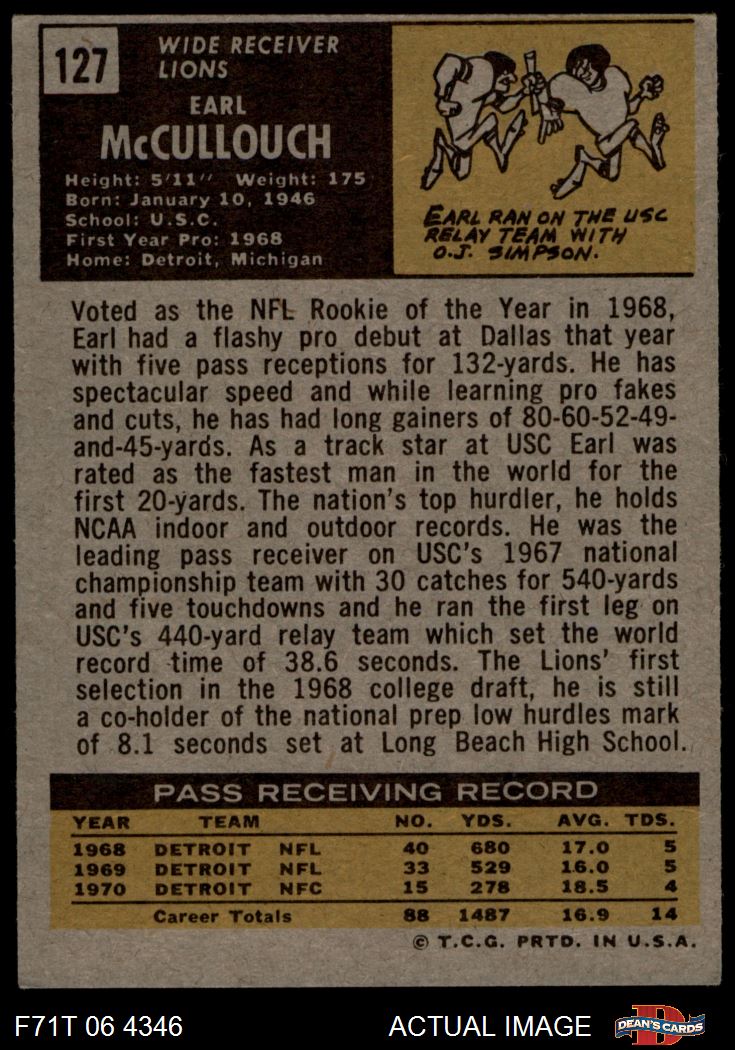 127
WIDE RECEIVER
LIONS
EARL
McCULLOUCH
Height: 5'11" Weight: 175
Born: January 10, 1946
School: U.S.C.
First Year Pro: 1968
Home: Detroit, Michigan
EARL RAN ON THE USC
RELAY TEAM WITH
O.J. SIMPSON.
Voted as the NFL Rookie of the Year in 1968,
Earl had a flashy pro debut at Dallas that year
with five pass receptions for 132-yards. He has
spectacular speed and while learning pro fakes
and cuts, he has had long gainers of 80-60-52-49-
and-45-yards. As a track star at USC Earl was
rated as the fastest man in the world for the
first 20-yards. The nation's top hurdler, he holds
NCAA indoor and outdoor records. He was the
leading pass receiver on USC's 1967 national
championship team with 30 catches for 540-yards
and five touchdowns and he ran the first leg on
USC's 440-yard relay team which set the world
record time of 38.6 seconds. The Lions' first
selection in the 1968 college draft, he is still
a co-holder of the national prep low hurdles mark
of 8.1 seconds set at Long Beach High School.
PASS RECEIVING RECORD
YEAR TEAM NO. YDS. AVG. TDS.
1968 DETROIT NFL 40 680 17.0 5
1969 DETROIT NFL 33 529 16.0 5
1970 DETROIT NFC 15 278 18.5 4
Career Totals 88 1487 16.9 14
© T.C.G. PRTD. IN U.S.A.
F71T 06 4346 ACTUAL IMAGE DEAN'S CARDS